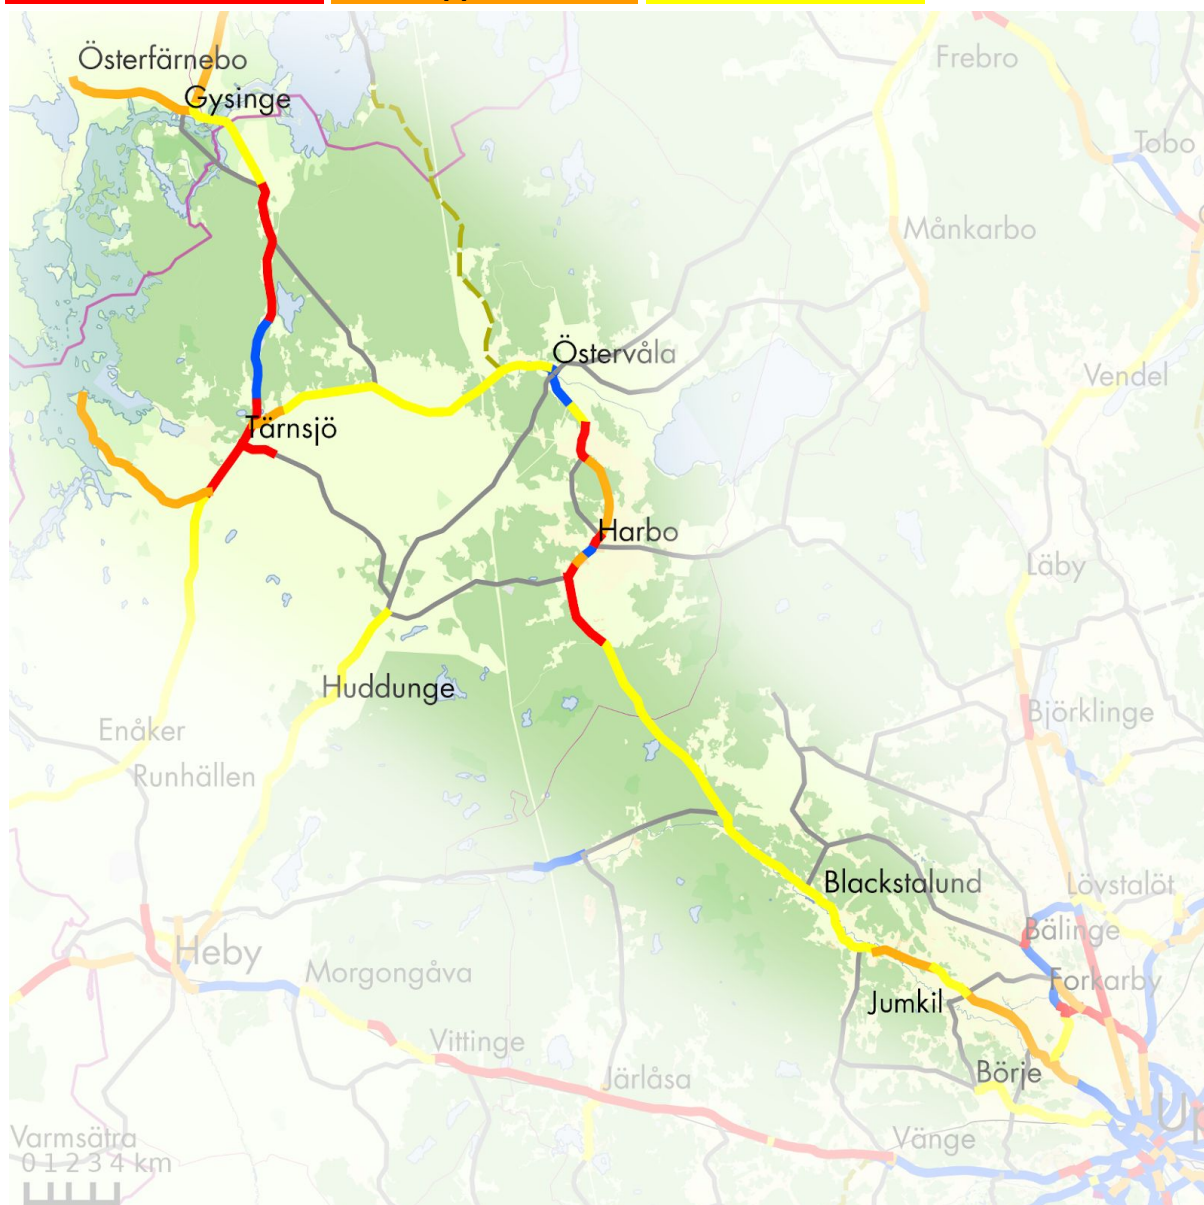 Österfärnebo
Gysinge
Frebro
Tobo
Månkarbo
Östervåla
Vendel
Tärnsjö
Harbo
Läby
Huddunge
Björklinge
Enåker
Runhällen
Blackstalund
Lövstalöt
Bälinge
Heby
Morgongåva
Forkarby
Jumkil
Vittinge
Järlåsa
Börje
Up
Vänge
Varmsätra
0 1 2 3 4 km